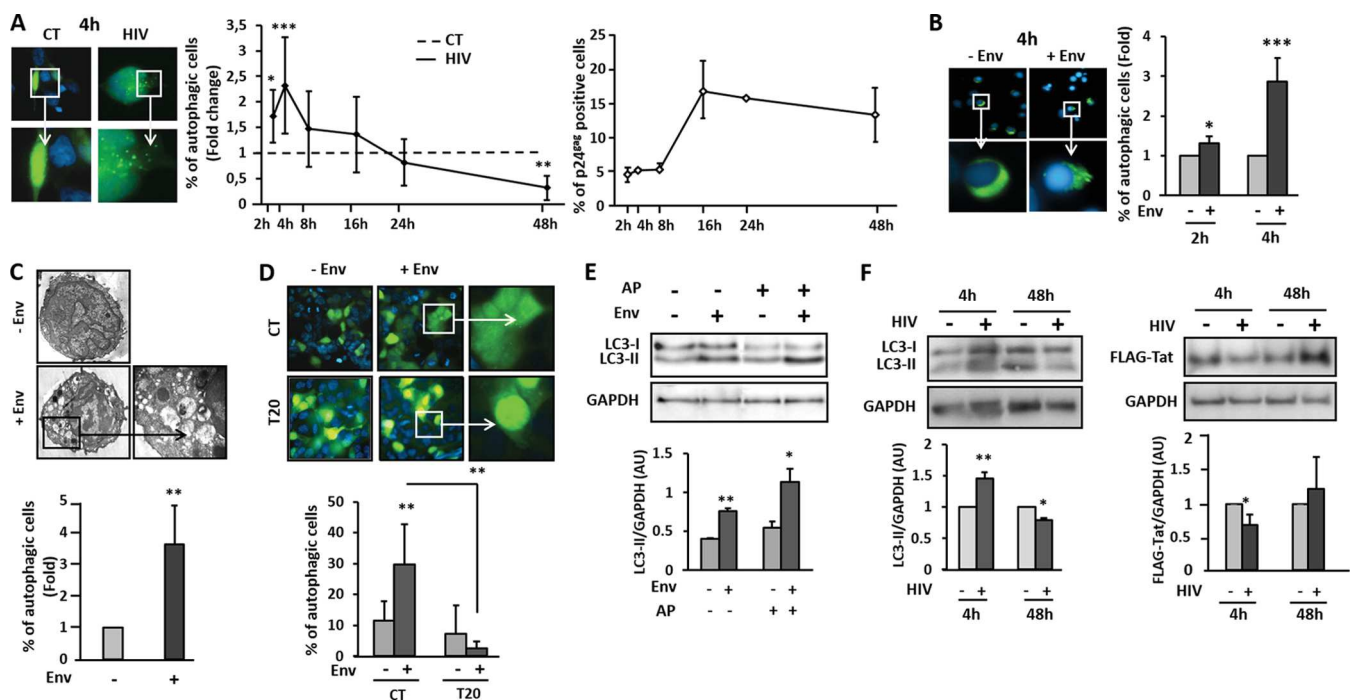 A
4h
CT HIV
% of autophagic cells
(Fold change)
3,5
3
2,5
2
1,5
1
0,5
0
*
***
**
CT
HIV
2h 4h 8h 16h 24h 48h
% of p24gag positive cells
25
20
15
10
5
0
2h 4h 8h 16h 24h 48h
B
4h
- Env + Env
% of autophagic cells (Fold)
4
3
2
1
0
*
***
Env - + - +
2h 4h
C
- Env
+ Env
% of autophagic cells
(Fold)
5
4
3
2
1
0
**
Env - +
D
- Env + Env
CT
T20
% of autophagic cells
50
40
30
20
10
0
**
**
Env - + - +
CT T20
E
AP - - + +
Env - + - +
LC3-I
LC3-II
GAPDH
LC3-II/GAPDH (AU)
1.5
1
0.5
0
**
*
Env - + - +
AP - - + +
F
4h 48h
HIV - + - +
LC3-I
LC3-II
GAPDH
LC3-II/GAPDH (AU)
2
1.5
1
0.5
0
**
*
HIV - + - +
4h 48h
4h 48h
HIV - + - +
FLAG-Tat
GAPDH
FLAG-Tat/GAPDH (AU)
2
1.5
1
0.5
0
*
HIV - + - +
4h 48h